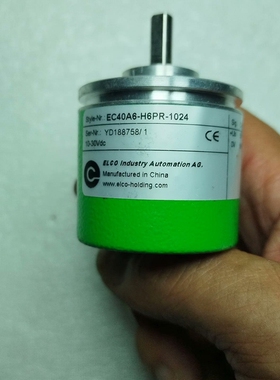 Style-Nr. EC40A6-H6PR-1024
Ser-Nr: YD188758/ 1
10-30Vdc
CE
ELCO Industry Automation AG.
Manufactured in China
www.elco-holding.com